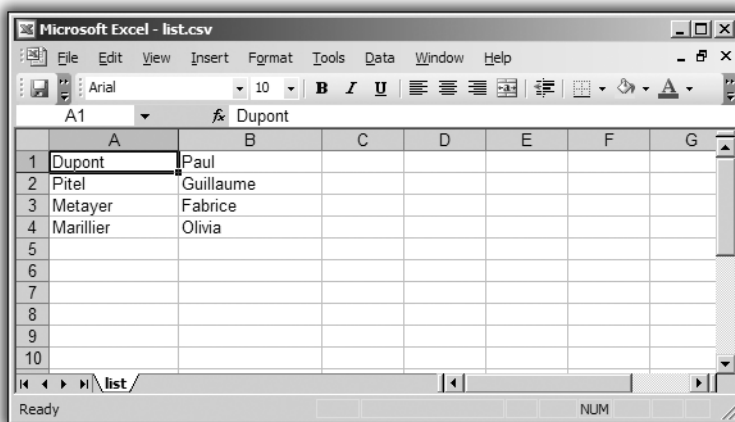 Microsoft Excel - list.csv
File Edit View Insert Format Tools Data Window Help
Arial 10 B I U A
A1 fx Dupont
A B C D E F G
1 Dupont Paul
2 Pitel Guillaume
3 Metayer Fabrice
4 Marillier Olivia
5
6
7
8
9
10
list
Ready NUM